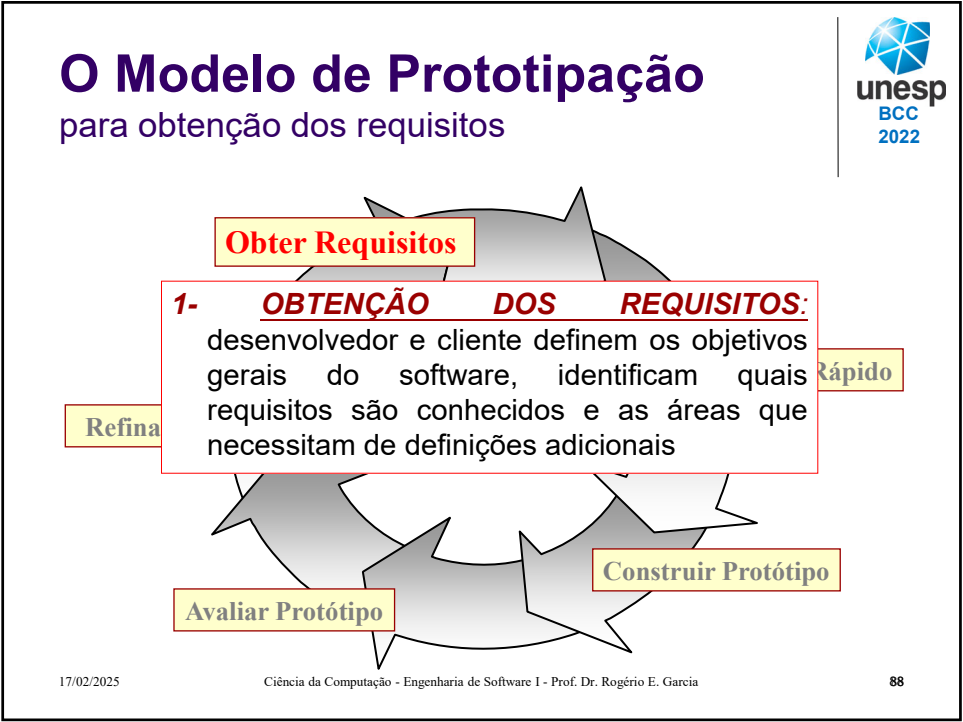 O Modelo de Prototipação
para obtenção dos requisitos
unesp
BCC
2022
Obter Requisitos
1- OBTENÇÃO DOS REQUISITOS:
desenvolvedor e cliente definem os objetivos
gerais do software, identificam quais
requisitos são conhecidos e as áreas que
necessitam de definições adicionais
Rápido
Refina
Construir Protótipo
Avaliar Protótipo
17/02/2025
Ciência da Computação - Engenharia de Software I - Prof. Dr. Rogério E. Garcia
88